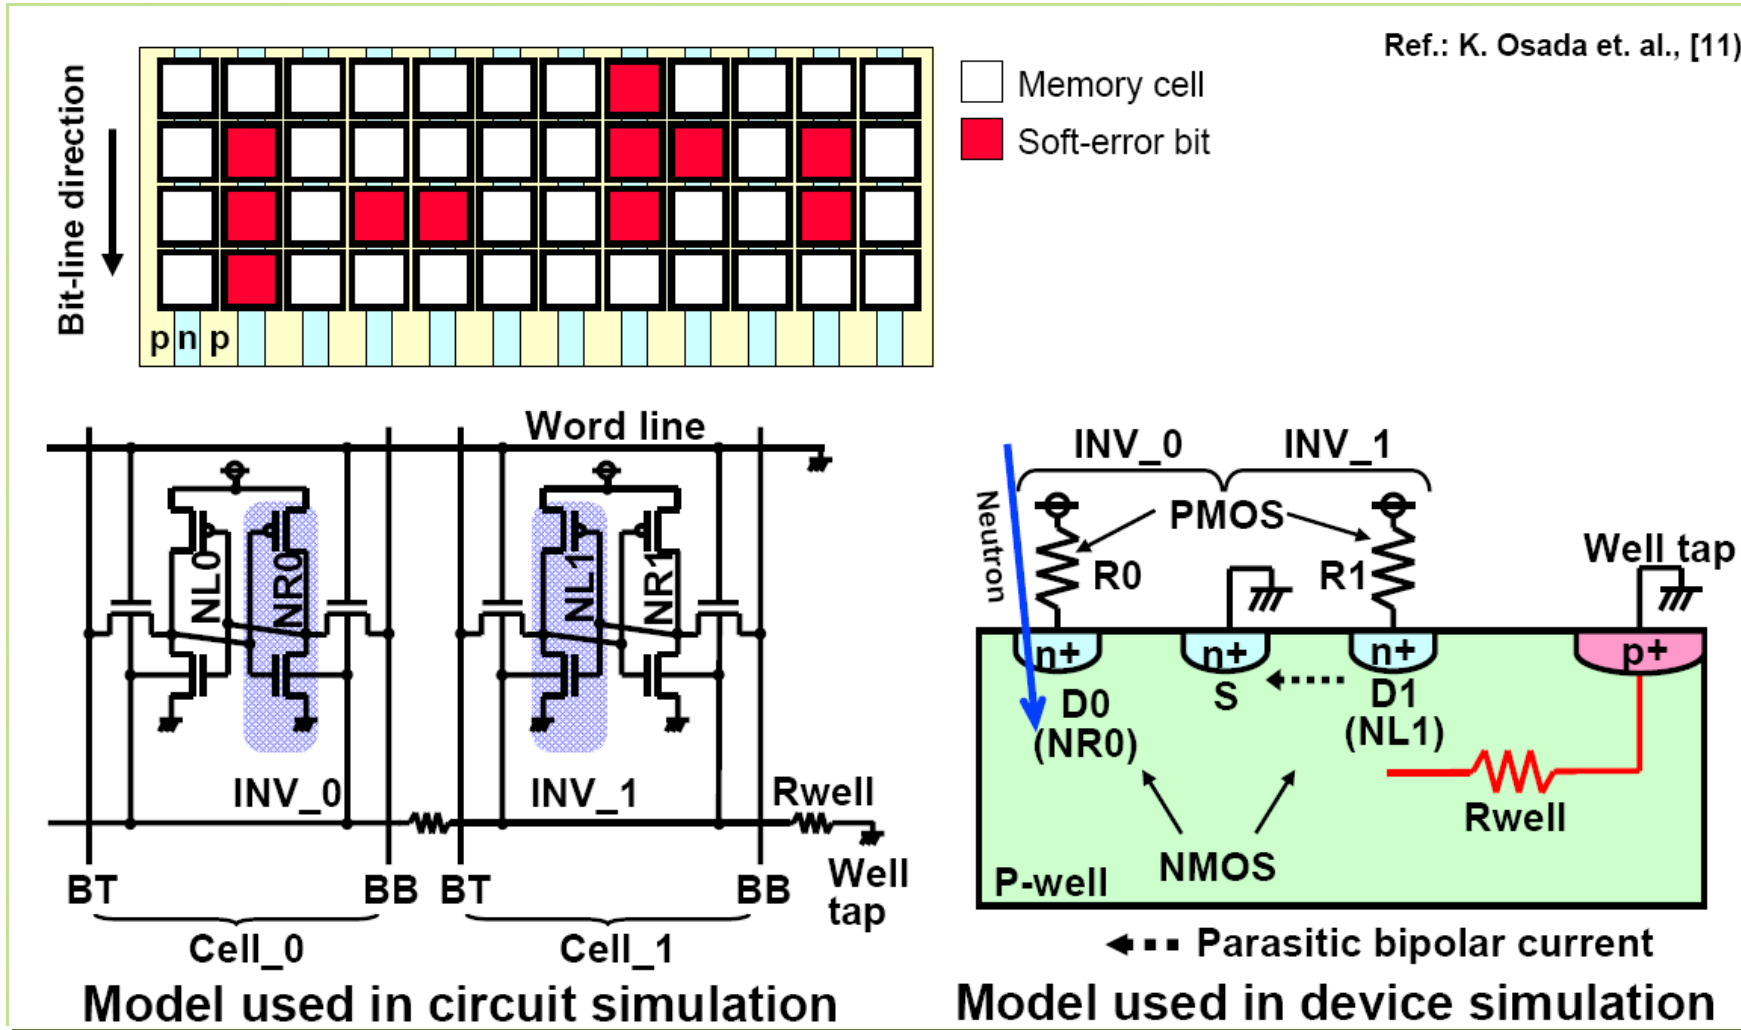 Ref.: K. Osada et. al., [11]
Bit-line direction
Memory cell
Soft-error bit
p n p
Word line
NL0
NR0
NL1
NR1
INV_0
INV_1
Rwell
BT
BB
BT
BB
Well
tap
Cell_0
Cell_1
Model used in circuit simulation
INV_0
INV_1
Neutron
PMOS
R0
R1
Well tap
n+
n+
n+
p+
D0
(NR0)
S
D1
(NL1)
Rwell
NMOS
P-well
Parasitic bipolar current
Model used in device simulation